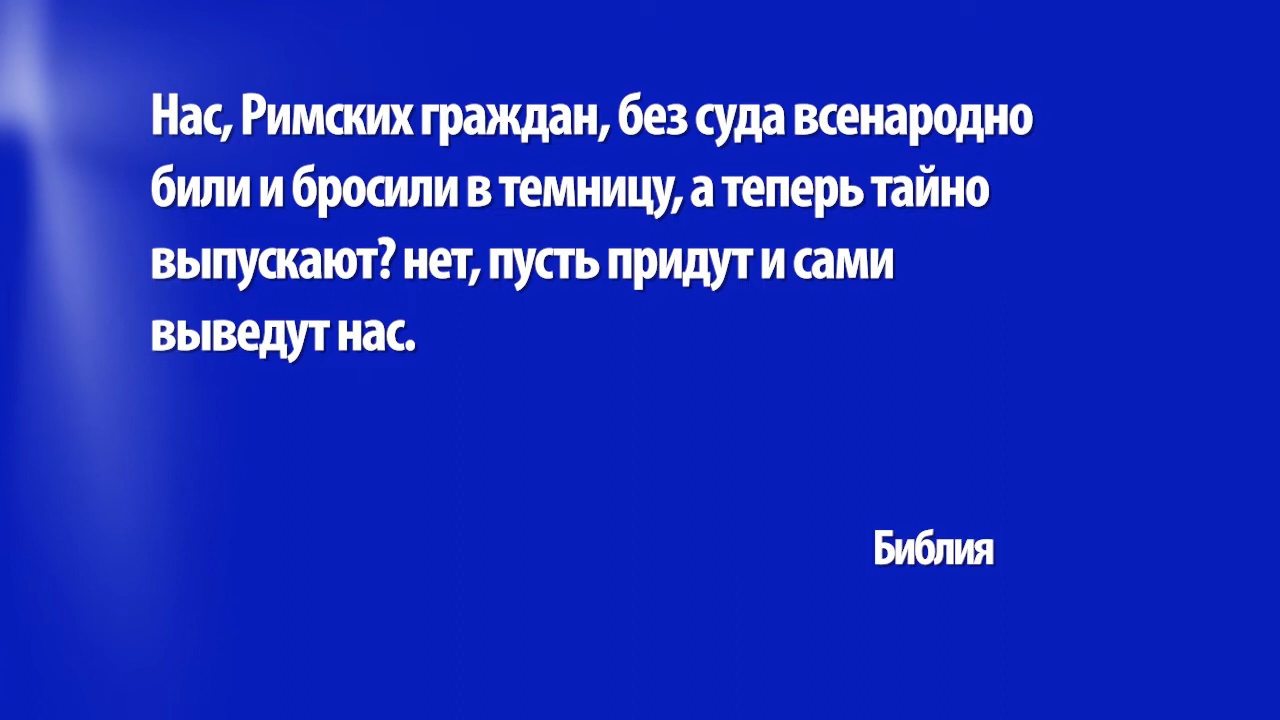 Нас, Римских граждан, без суда всенародно
били и бросили в темницу, а теперь тайно
выпускают? нет, пусть придут и сами
выведут нас.
Библия